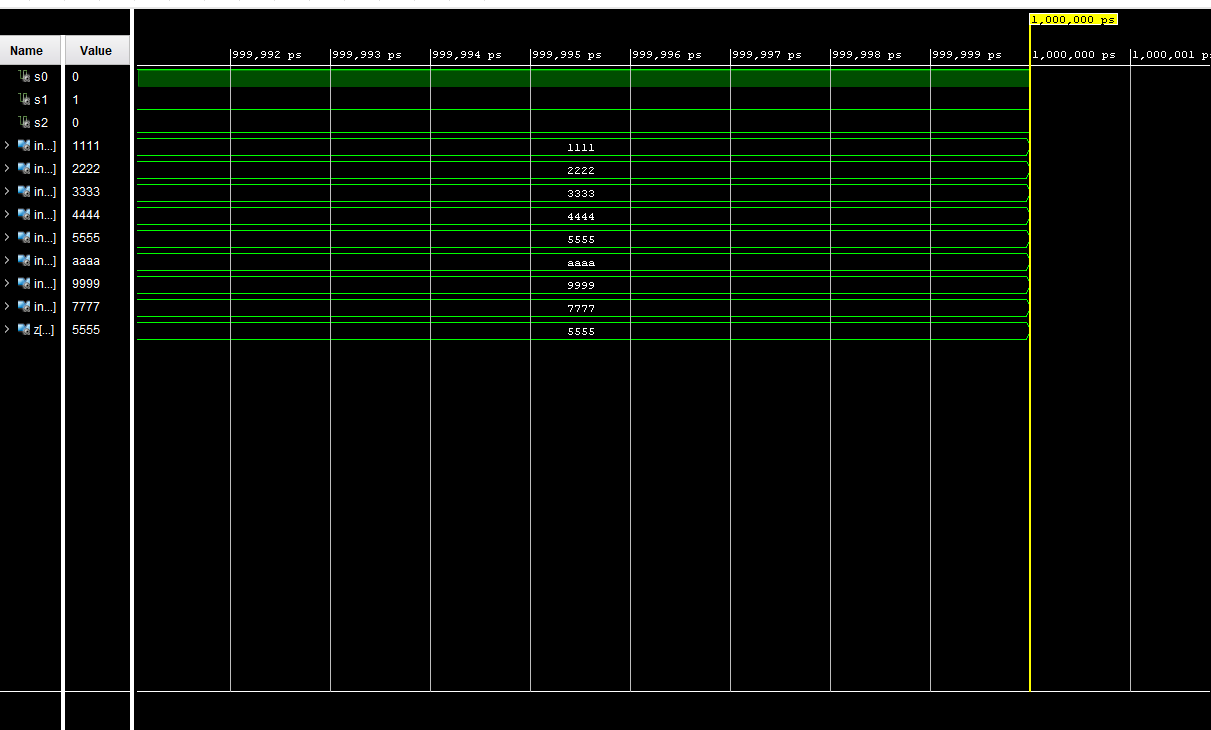 1,000,000 ps
Name Value
999,992 ps 999,993 ps 999,994 ps 999,995 ps 999,996 ps 999,997 ps 999,998 ps 999,999 ps 1,000,000 ps 1,000,001 p
s0 0
s1 1
s2 0
in...] 1111 1111
in...] 2222 2222
in...] 3333 3333
in...] 4444 4444
in...] 5555 5555
in...] aaaa aaaa
in...] 9999 9999
in...] 7777 7777
z[...] 5555 5555